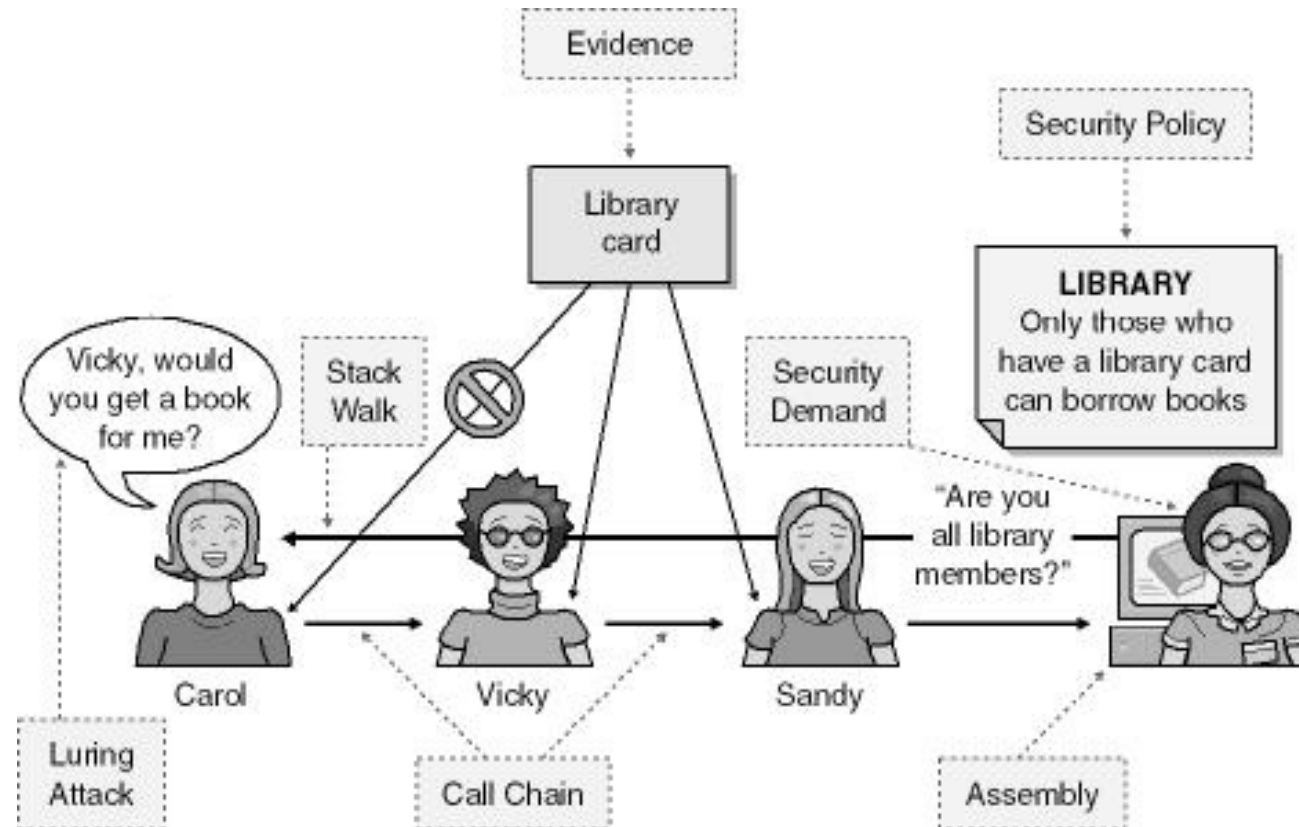 Evidence
Security Policy
Library
card
LIBRARY
Only those who
have a library card
can borrow books
Vicky, would
you get a book
for me?
Stack
Walk
Security
Demand
“Are you
all library
members?”
Carol
Vicky
Sandy
Luring
Attack
Call Chain
Assembly